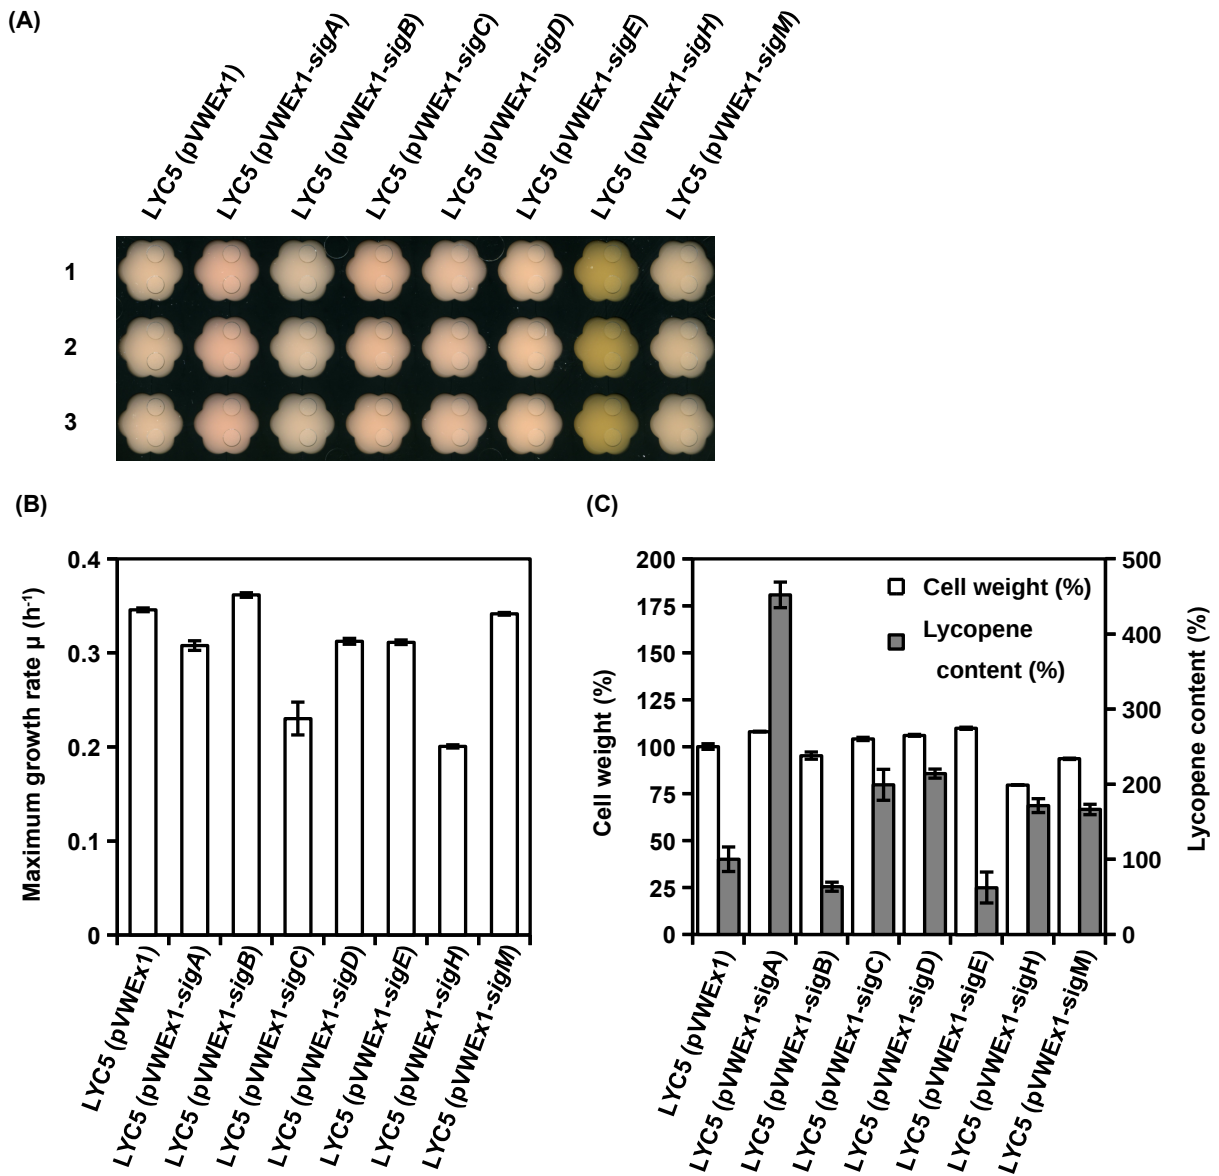 (A)
LYC5 (pVWEx1)
LYC5 (pVWEx1-sigA)
LYC5 (pVWEx1-sigB)
LYC5 (pVWEx1-sigC)
LYC5 (pVWEx1-sigD)
LYC5 (pVWEx1-sigE)
LYC5 (pVWEx1-sigH)
LYC5 (pVWEx1-sigM)
1
2
3
(B)
Maximum growth rate µ (h-1)
0.4
0.3
0.2
0.1
0
LYC5 (pVWEx1)
LYC5 (pVWEx1-sigA)
LYC5 (pVWEx1-sigB)
LYC5 (pVWEx1-sigC)
LYC5 (pVWEx1-sigD)
LYC5 (pVWEx1-sigE)
LYC5 (pVWEx1-sigH)
LYC5 (pVWEx1-sigM)
(C)
Cell weight (%)
200
175
150
125
100
75
50
25
0
Cell weight (%)
Lycopene
content (%)
500
400
300
200
100
0
Lycopene content (%)
LYC5 (pVWEx1)
LYC5 (pVWEx1-sigA)
LYC5 (pVWEx1-sigB)
LYC5 (pVWEx1-sigC)
LYC5 (pVWEx1-sigD)
LYC5 (pVWEx1-sigE)
LYC5 (pVWEx1-sigH)
LYC5 (pVWEx1-sigM)